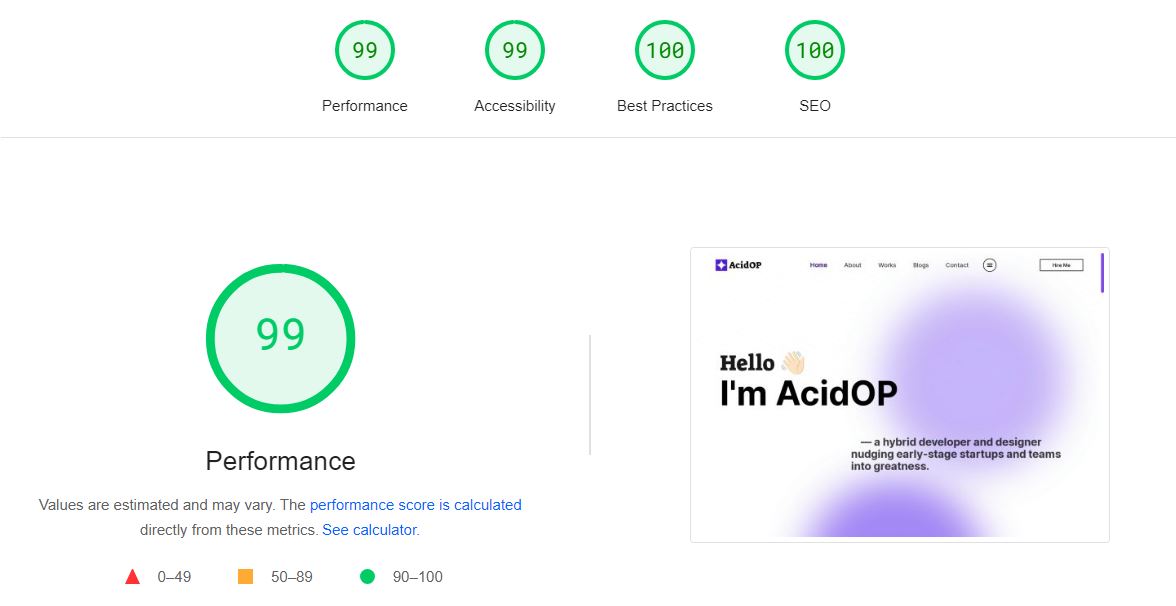 99
99
100
100
Performance
Accessibility
Best Practices
SEO
99
Performance
Values are estimated and may vary. The performance score is calculated
directly from these metrics. See calculator.
0–49
50–89
90–100
AcidOP
Home
About
Works
Blogs
Contact
Hire Me
Hello 👋🏻
I'm AcidOP
— a hybrid developer and designer
nudging early-stage startups and teams
into greatness.